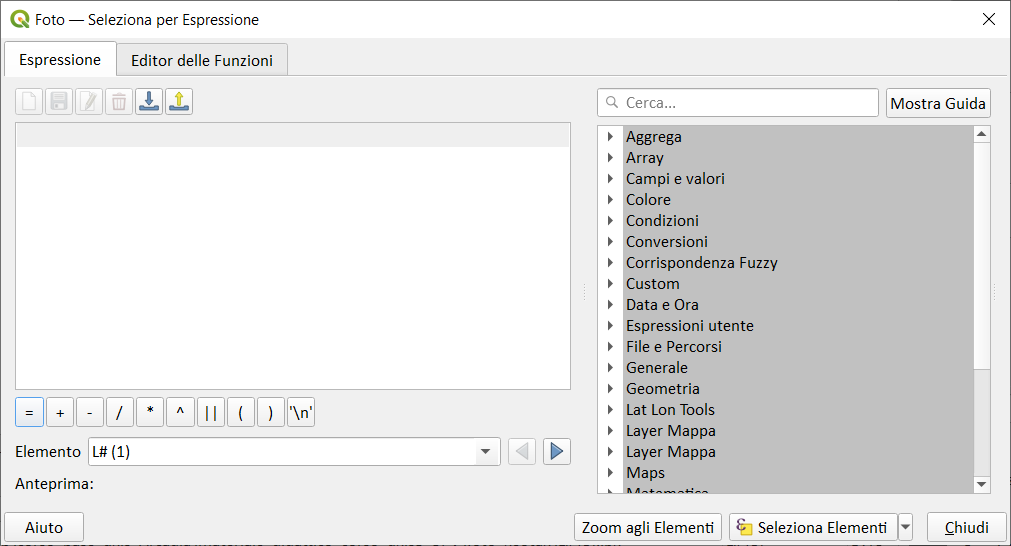 Foto — Seleziona per Espressione
Espressione
Editor delle Funzioni
Cerca...
Mostra Guida
Aggrega
Array
Campi e valori
Colore
Condizioni
Conversioni
Corrispondenza Fuzzy
Custom
Data e Ora
Espressioni utente
File e Percorsi
Generale
Geometria
Lat Lon Tools
Layer Mappa
Layer Mappa
Maps
Matematica
= + - / * ^ || ( ) '\n'
Elemento L# (1)
Anteprima:
Aiuto
Zoom agli Elementi
Seleziona Elementi
Chiudi